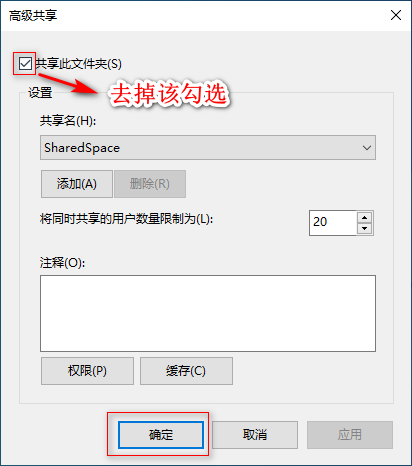 高级共享
共享此文件夹(S)
去掉该勾选
设置
共享名(H):
SharedSpace
添加(A) 删除(R)
将同时共享的用户数量限制为(L): 20
注释(O):
权限(P) 缓存(C)
确定 取消 应用